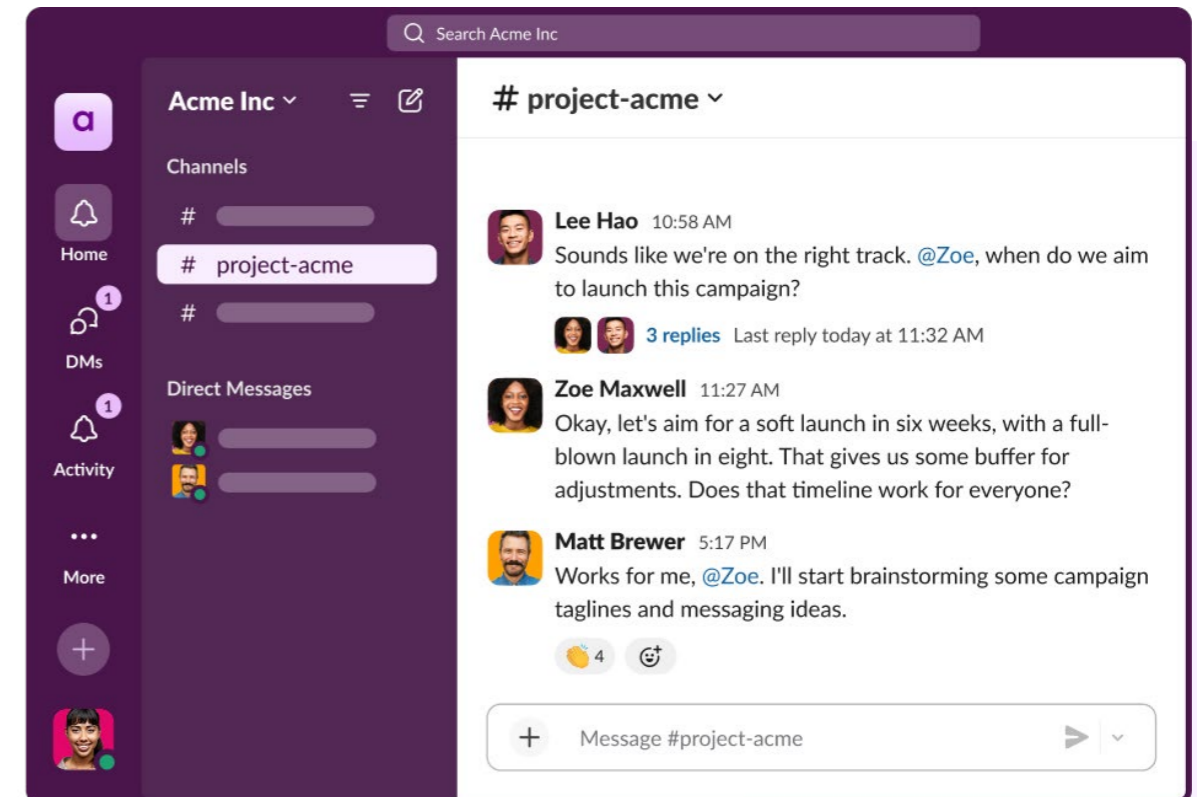 Search Acme Inc
a
Home
1
DMs
1
Activity
More
Acme Inc
Channels
#
# project-acme
#
Direct Messages
# project-acme
Lee Hao 10:58 AM
Sounds like we're on the right track. @Zoe, when do we aim
to launch this campaign?
3 replies Last reply today at 11:32 AM
Zoe Maxwell 11:27 AM
Okay, let's aim for a soft launch in six weeks, with a full-
blown launch in eight. That gives us some buffer for
adjustments. Does that timeline work for everyone?
Matt Brewer 5:17 PM
Works for me, @Zoe. I'll start brainstorming some campaign
taglines and messaging ideas.
4
Message #project-acme